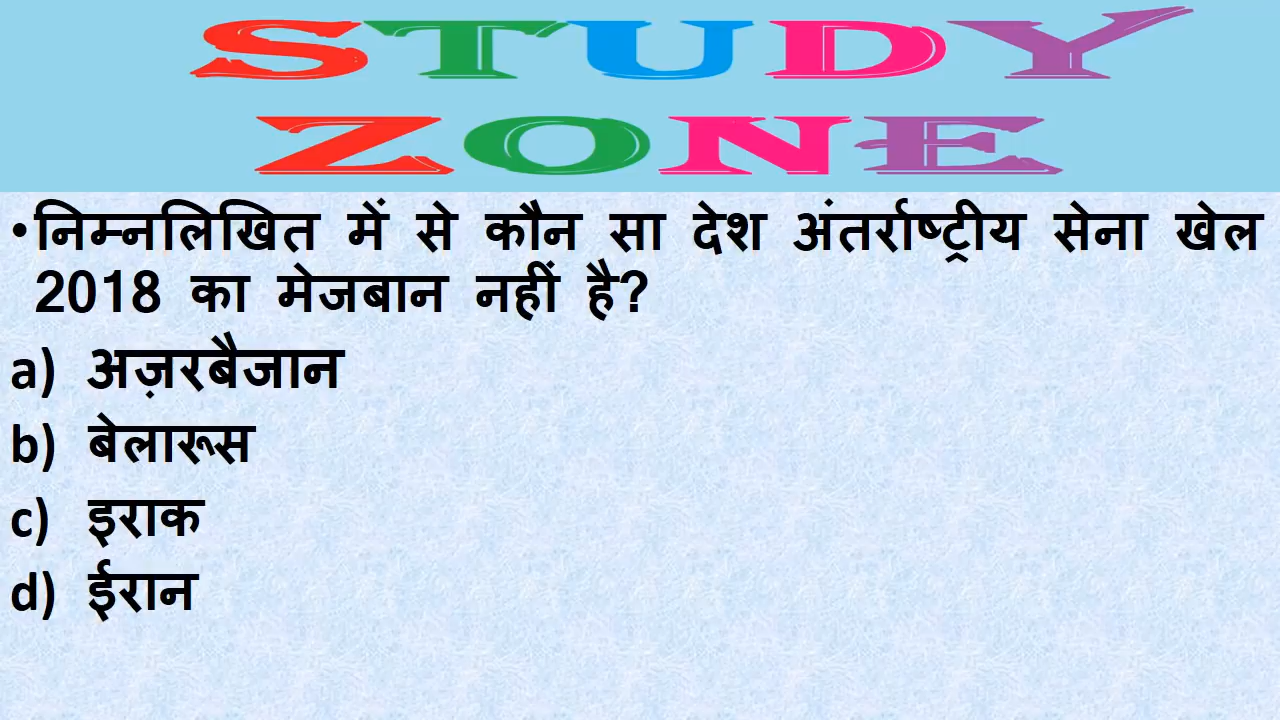 STUDY
ZONE
•निम्नलिखित में से कौन सा देश अंतर्राष्ट्रीय सेना खेल
2018 का मेजबान नहीं है?
a) अज़रबैजान
b) बेलारूस
c) इराक
d) ईरान